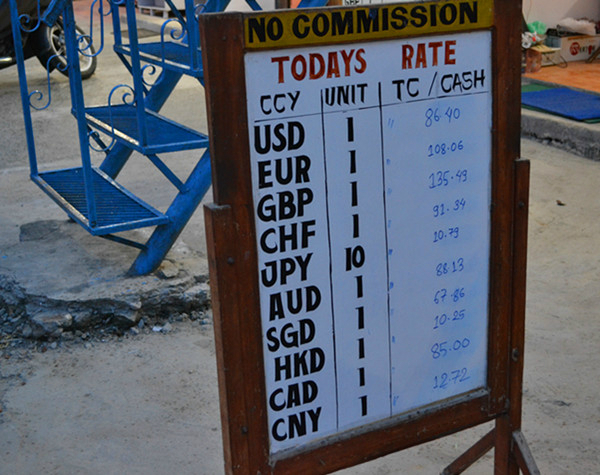 NO COMMISSION
TODAYS RATE
CCY UNIT TC / CASH
USD 1 " 86.40
EUR 1 108.06
GBP 1 " 135.49
CHF 1 91.34
JPY 10 " 10.79
AUD 1 " 88.13
SGD 1 " 67.86
HKD 1 " 10.25
CAD 1 " 85.00
CNY 1 " 12.72